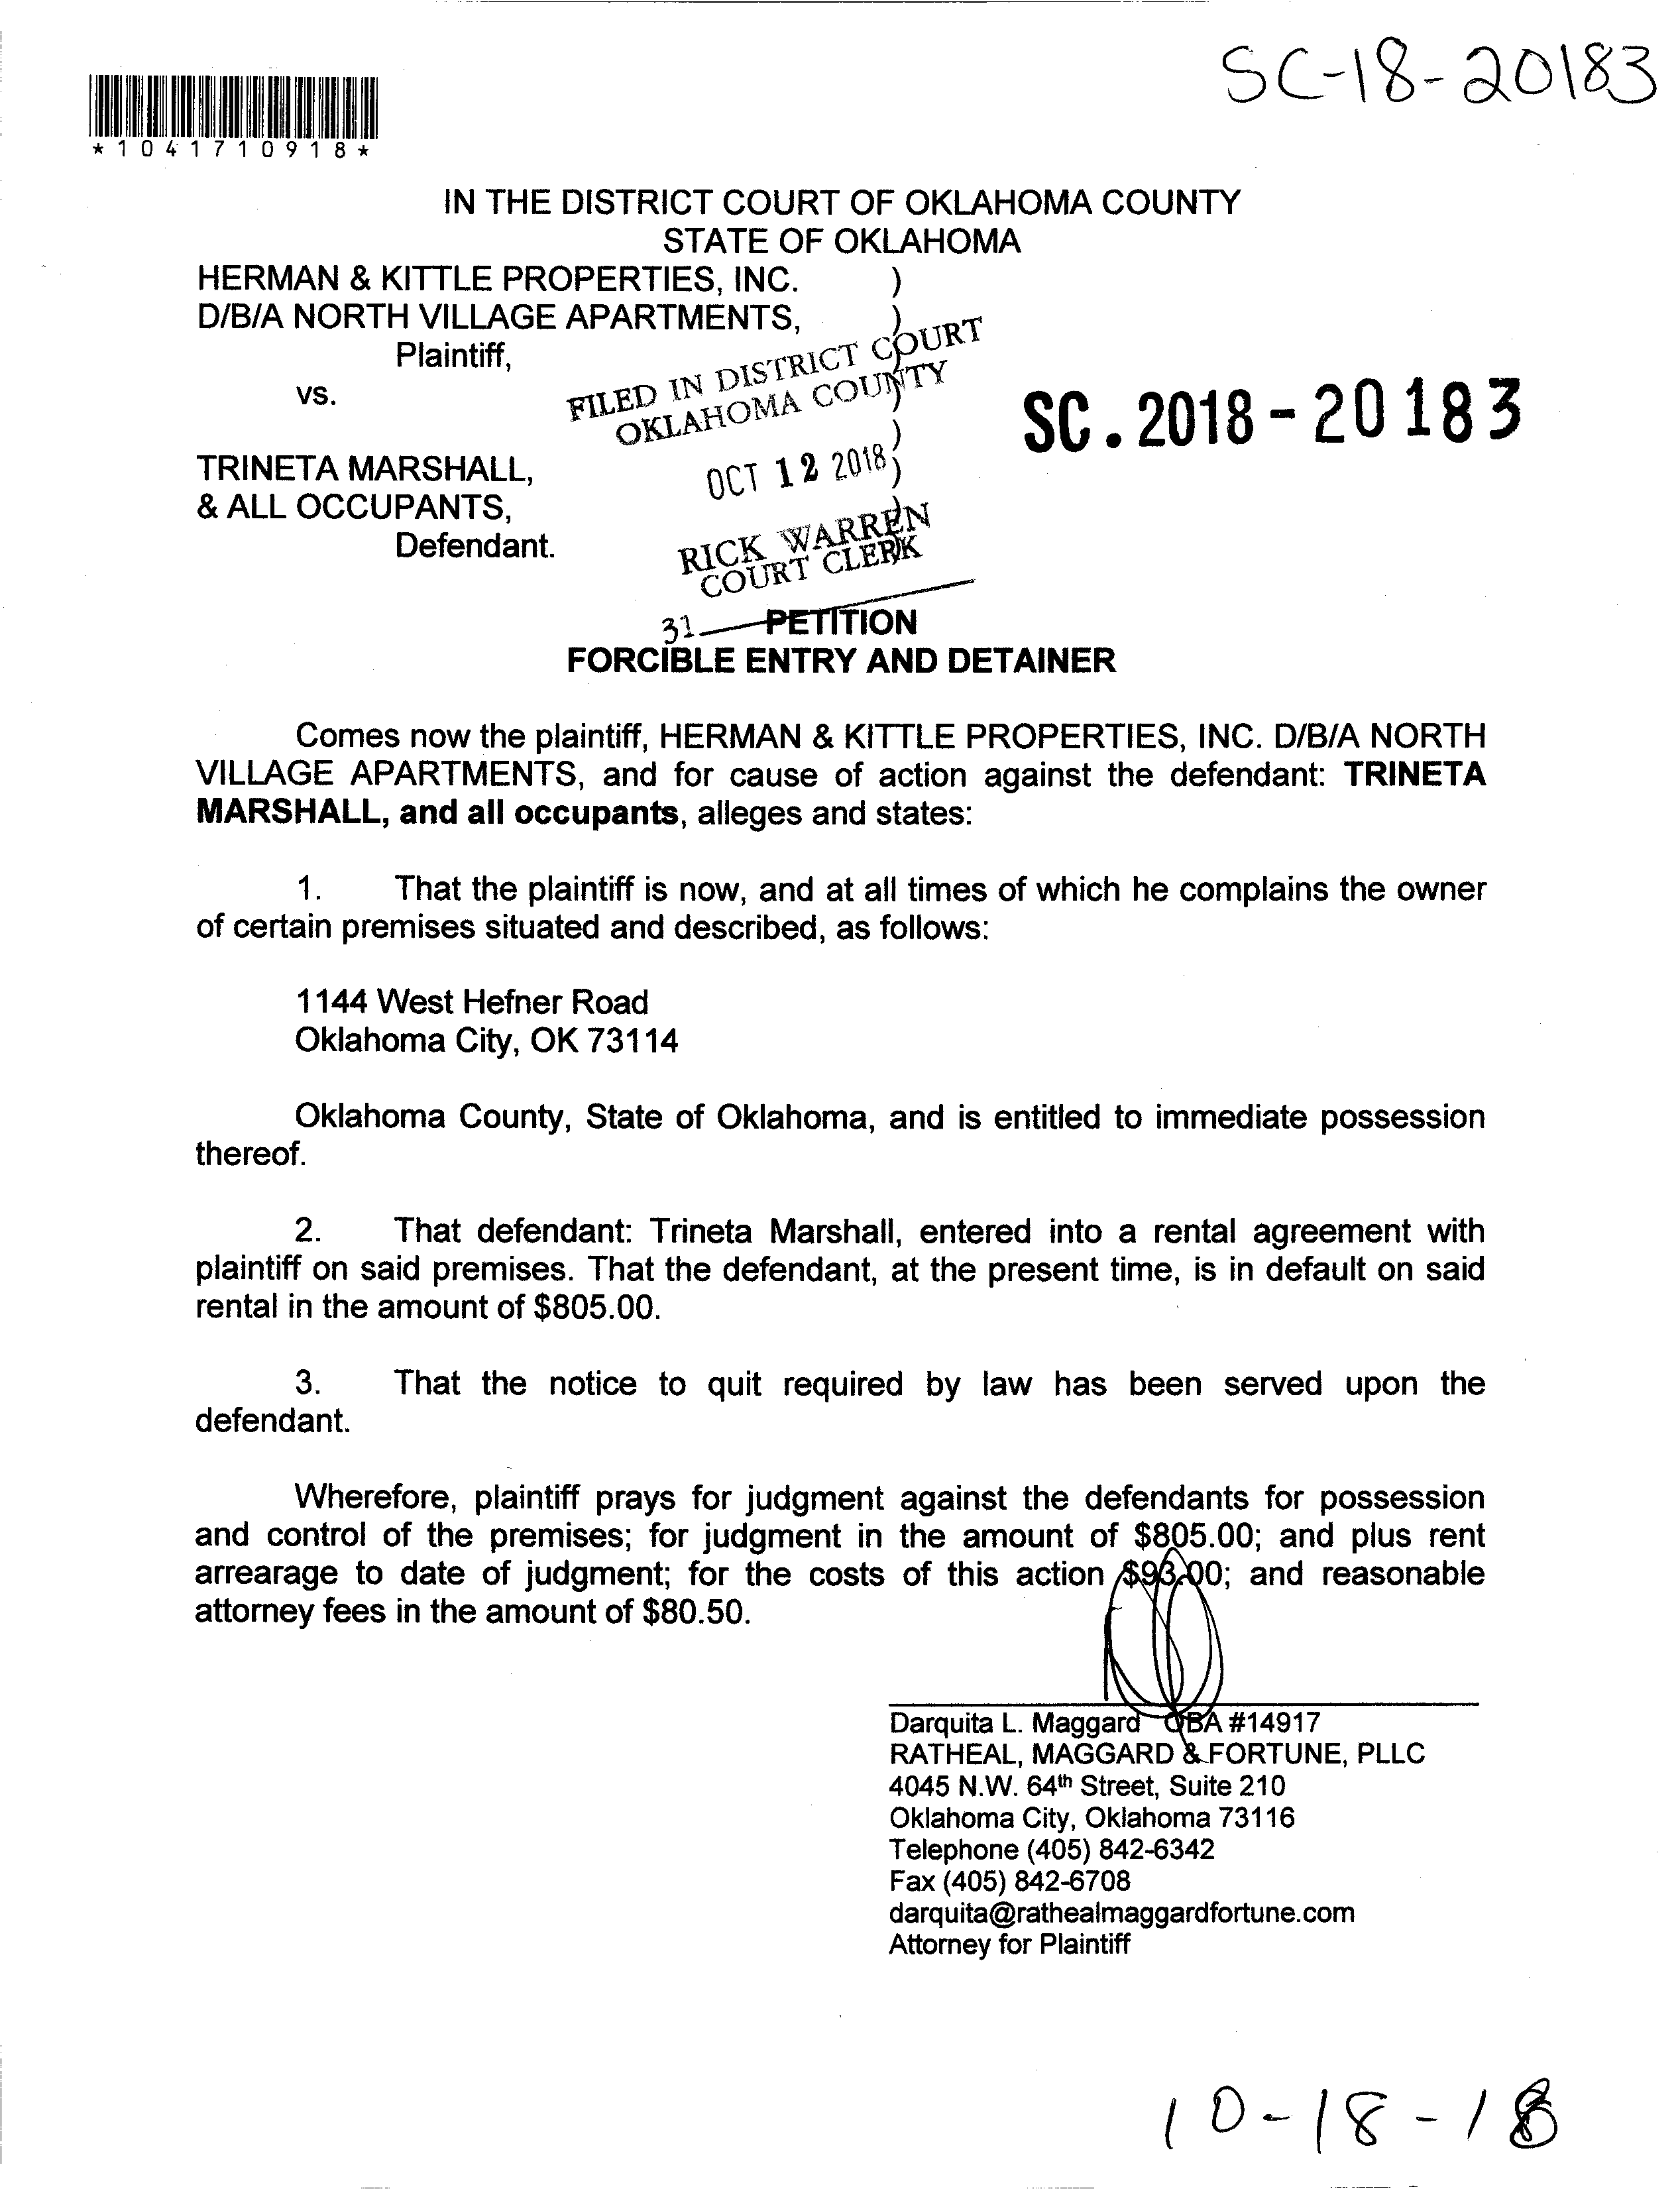 SC-18-20183
*1041710918*
IN THE DISTRICT COURT OF OKLAHOMA COUNTY
STATE OF OKLAHOMA
HERMAN & KITTLE PROPERTIES, INC. )
D/B/A NORTH VILLAGE APARTMENTS, )
Plaintiff,
vs.
FILED IN DISTRICT COURT
OKLAHOMA COUNTY
SC.2018-20183
TRINETA MARSHALL, )
OCT 12 2018 )
& ALL OCCUPANTS, )
Defendant.
RICK WARREN
COURT CLERK
31 PETITION
FORCIBLE ENTRY AND DETAINER
Comes now the plaintiff, HERMAN & KITTLE PROPERTIES, INC. D/B/A NORTH
VILLAGE APARTMENTS, and for cause of action against the defendant: TRINETA
MARSHALL, and all occupants, alleges and states:
1. That the plaintiff is now, and at all times of which he complains the owner
of certain premises situated and described, as follows:
1144 West Hefner Road
Oklahoma City, OK 73114
Oklahoma County, State of Oklahoma, and is entitled to immediate possession
thereof.
2. That defendant: Trineta Marshall, entered into a rental agreement with
plaintiff on said premises. That the defendant, at the present time, is in default on said
rental in the amount of $805.00.
3. That the notice to quit required by law has been served upon the
defendant.
Wherefore, plaintiff prays for judgment against the defendants for possession
and control of the premises; for judgment in the amount of $805.00; and plus rent
arrearage to date of judgment; for the costs of this action $93.00; and reasonable
attorney fees in the amount of $80.50.
Darquita L. Maggard OBA #14917
RATHEAL, MAGGARD & FORTUNE, PLLC
4045 N.W. 64th Street, Suite 210
Oklahoma City, Oklahoma 73116
Telephone (405) 842-6342
Fax (405) 842-6708
darquita@rathealmaggardfortune.com
Attorney for Plaintiff
10-18-18